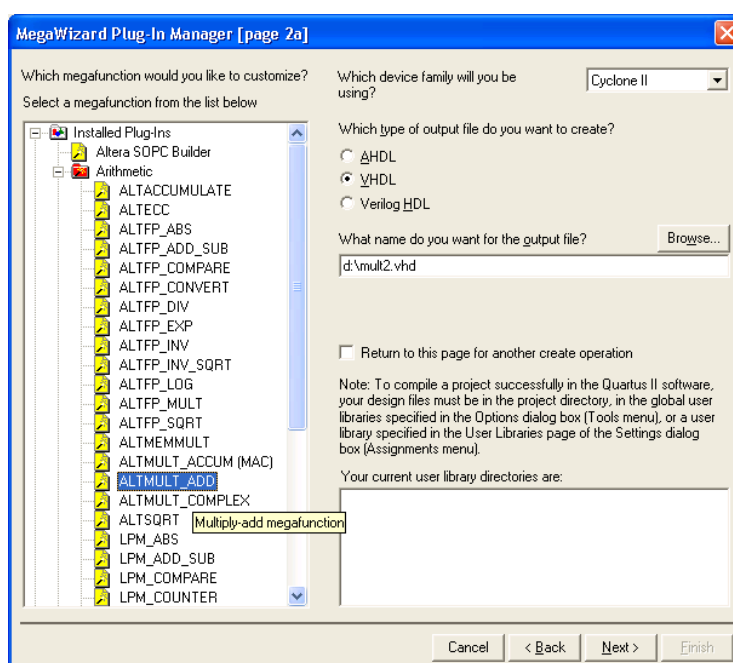 MegaWizard Plug-In Manager [page 2a]
Which megafunction would you like to customize?
Select a megafunction from the list below
Installed Plug-Ins
Altera SOPC Builder
Arithmetic
ALTACCUMULATE
ALTECC
ALTFP_ABS
ALTFP_ADD_SUB
ALTFP_COMPARE
ALTFP_CONVERT
ALTFP_DIV
ALTFP_EXP
ALTFP_INV
ALTFP_INV_SQRT
ALTFP_LOG
ALTFP_MULT
ALTFP_SQRT
ALTMEMMULT
ALTMULT_ACCUM (MAC)
ALTMULT_ADD
ALTMULT_COMPLEX
ALTSQRT
Multiply-add megafunction
LPM_ABS
LPM_ADD_SUB
LPM_COMPARE
LPM_COUNTER
Which device family will you be
using?
Cyclone II
Which type of output file do you want to create?
AHDL
VHDL
Verilog HDL
What name do you want for the output file?
Browse...
d:\mult2.vhd
Return to this page for another create operation
Note: To compile a project successfully in the Quartus II software,
your design files must be in the project directory, in the global user
libraries specified in the Options dialog box (Tools menu), or a user
library specified in the User Libraries page of the Settings dialog
box (Assignments menu).
Your current user library directories are:
Cancel
< Back
Next >
Finish